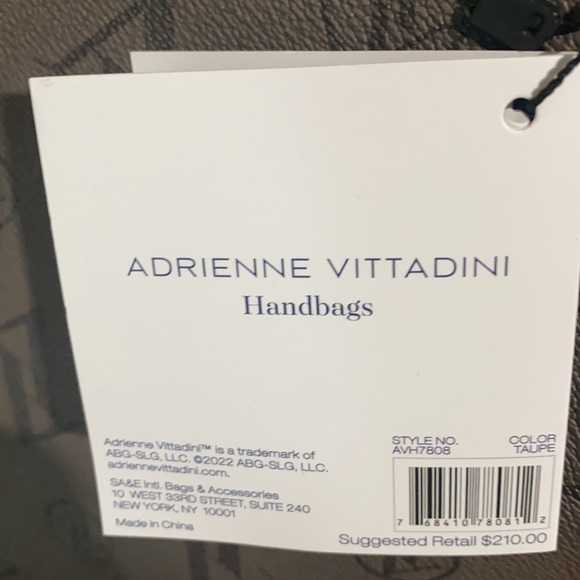 ADRIENNE VITTADINI
Handbags
Adrienne Vittadini™ is a trademark of
ABG-SLG, LLC. ©2022 ABG-SLG, LLC.
adriennevittadini.com.
SA&E Intl. Bags & Accessories
10 WEST 33RD STREET, SUITE 240
NEW YORK, NY 10001
Made in China
STYLE NO. COLOR
AVH7808 TAUPE
7 68410 78081 2
Suggested Retail $210.00